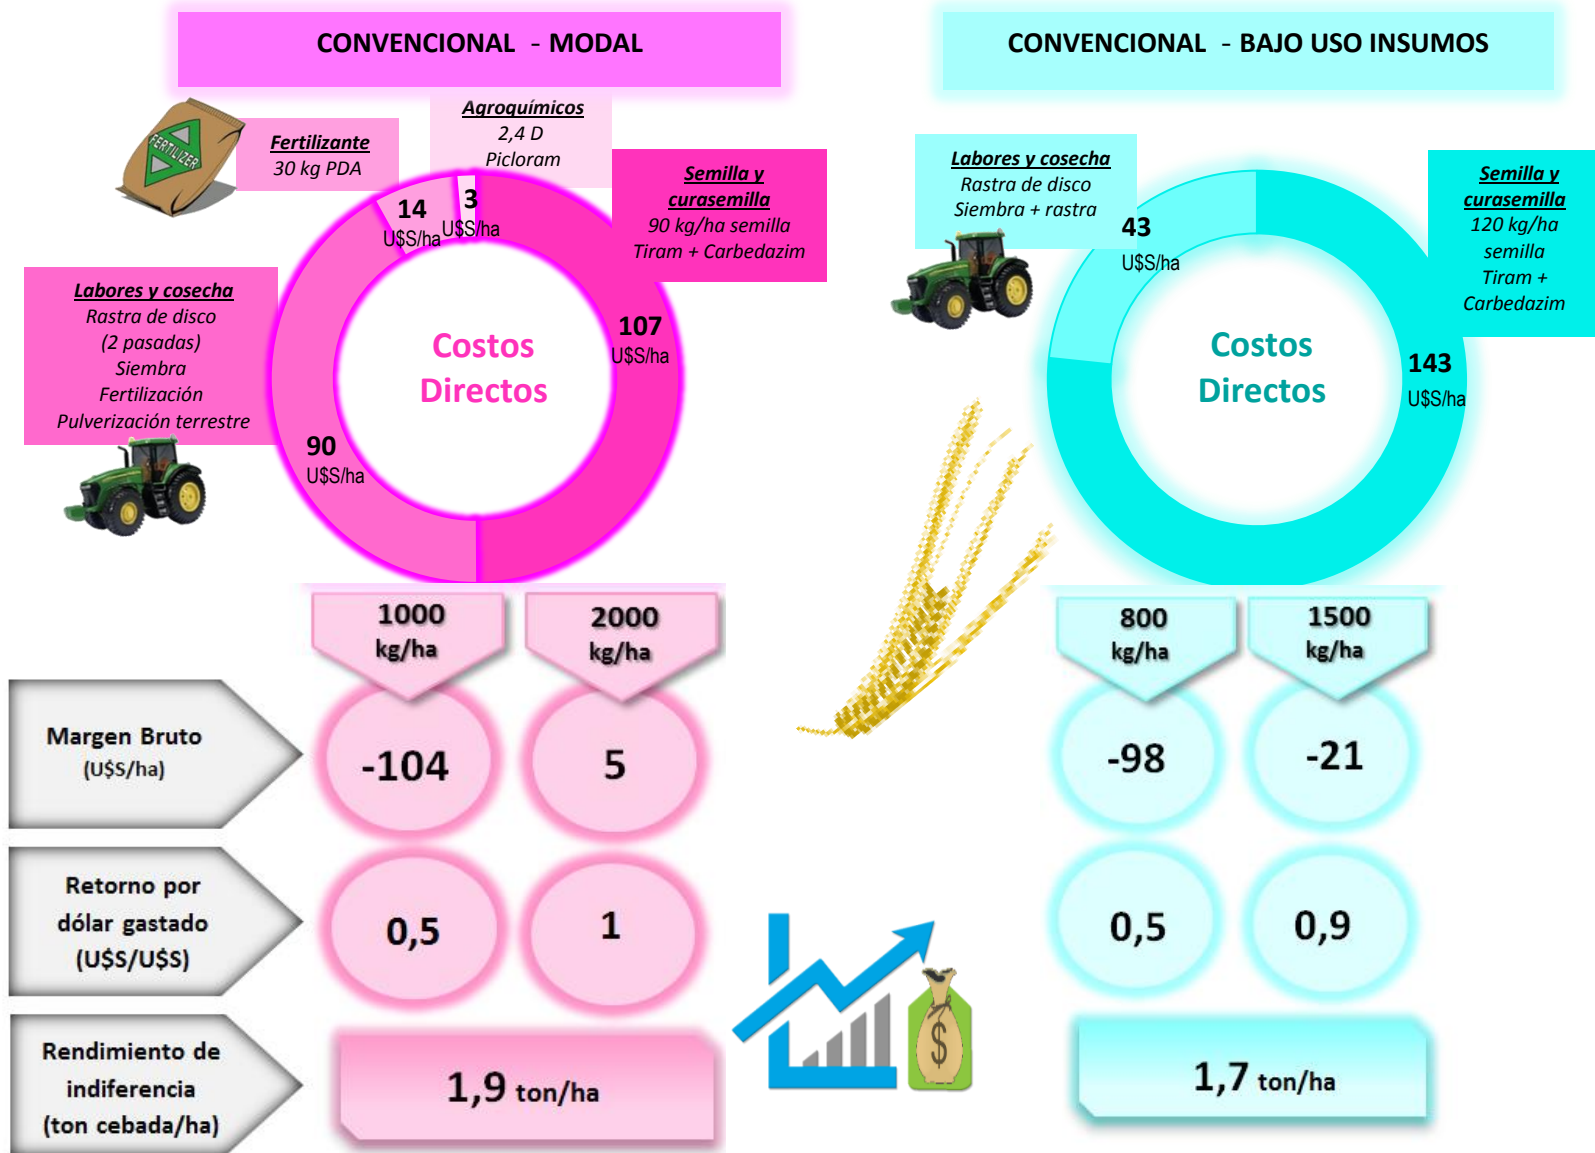 CONVENCIONAL - MODAL
CONVENCIONAL - BAJO USO INSUMOS
FERTILIZER
Fertilizante
30 kg PDA
Agroquímicos
2,4 D
Picloram
Semilla y
curasemilla
90 kg/ha semilla
Tiram + Carbedazim
Labores y cosecha
Rastra de disco
(2 pasadas)
Siembra
Fertilización
Pulverización terrestre
14
U$S/ha
3
U$S/ha
107
U$S/ha
90
U$S/ha
Costos
Directos
Labores y cosecha
Rastra de disco
Siembra + rastra
Semilla y
curasemilla
120 kg/ha
semilla
Tiram +
Carbedazim
43
U$S/ha
143
U$S/ha
Costos
Directos
1000
kg/ha
2000
kg/ha
800
kg/ha
1500
kg/ha
Margen Bruto
(U$S/ha)
-104
5
-98
-21
Retorno por
dólar gastado
(U$S/U$S)
0,5
1
0,5
0,9
$
Rendimiento de
indiferencia
(ton cebada/ha)
1,9 ton/ha
1,7 ton/ha